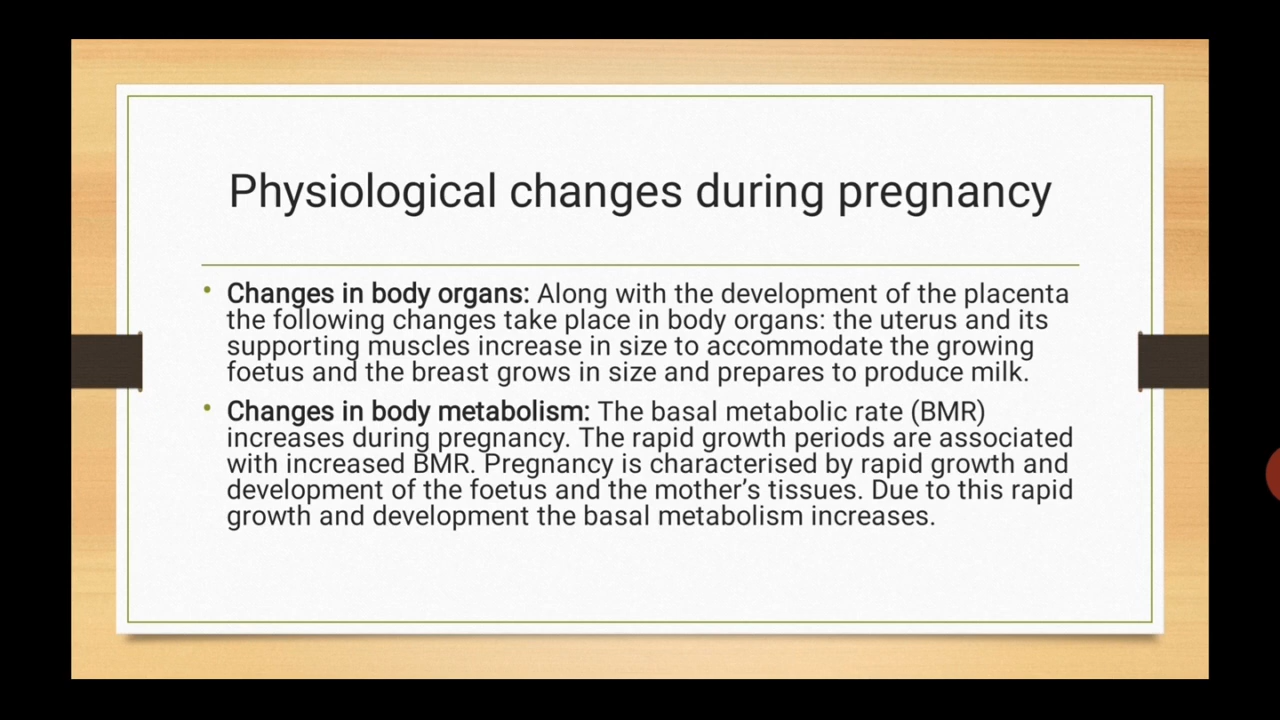 Physiological changes during pregnancy
• Changes in body organs: Along with the development of the placenta
the following changes take place in body organs: the uterus and its
supporting muscles increase in size to accommodate the growing
foetus and the breast grows in size and prepares to produce milk.
• Changes in body metabolism: The basal metabolic rate (BMR)
increases during pregnancy. The rapid growth periods are associated
with increased BMR. Pregnancy is characterised by rapid growth and
development of the foetus and the mother’s tissues. Due to this rapid
growth and development the basal metabolism increases.